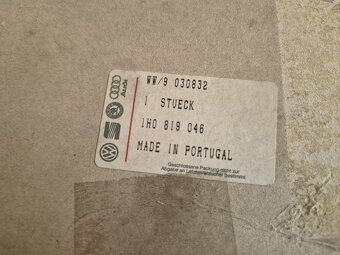 Audi
WW/9 030832
1 STUECK
1H0 819 046
MADE IN PORTUGAL
Geschlossene Packung nicht zur
Abgabe an Letztverbraucher bestimmt.